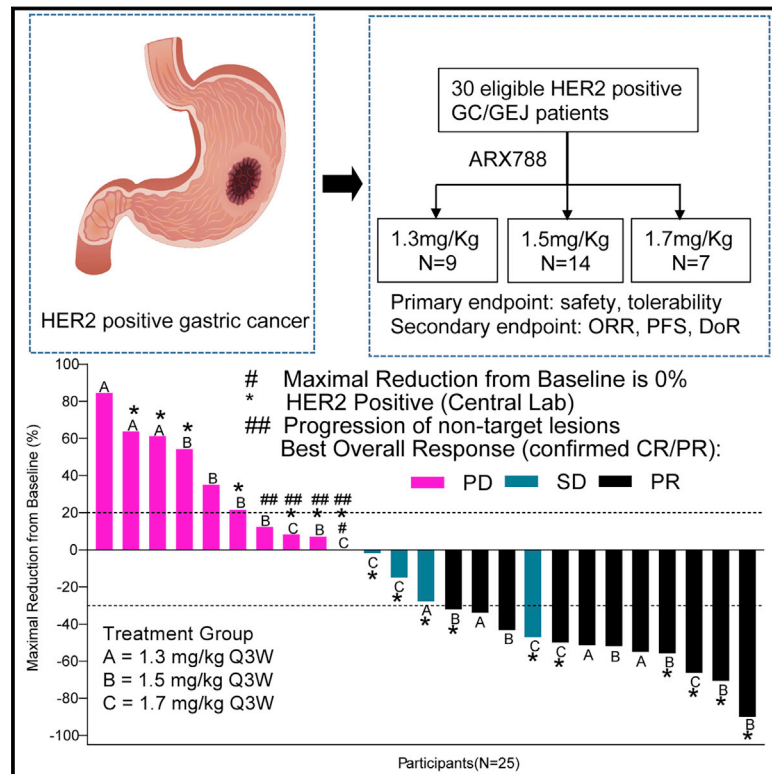 HER2 positive gastric cancer
30 eligible HER2 positive
GC/GEJ patients
ARX788
1.3mg/Kg
N=9
1.5mg/Kg
N=14
1.7mg/Kg
N=7
Primary endpoint: safety, tolerability
Secondary endpoint: ORR, PFS, DoR
# Maximal Reduction from Baseline is 0%
* HER2 Positive (Central Lab)
## Progression of non-target lesions
Best Overall Response (confirmed CR/PR):
PD
SD
PR
Maximal Reduction from Baseline (%)
100
80
60
40
20
0
-20
-40
-60
-80
-100
A
* A
* A
* B
B
* B
## B
## * C
## * B
## * # C
C *
C *
A *
B *
A
B
C *
C *
A
B
A
B *
C *
B *
B *
Treatment Group
A = 1.3 mg/kg Q3W
B = 1.5 mg/kg Q3W
C = 1.7 mg/kg Q3W
Participants(N=25)